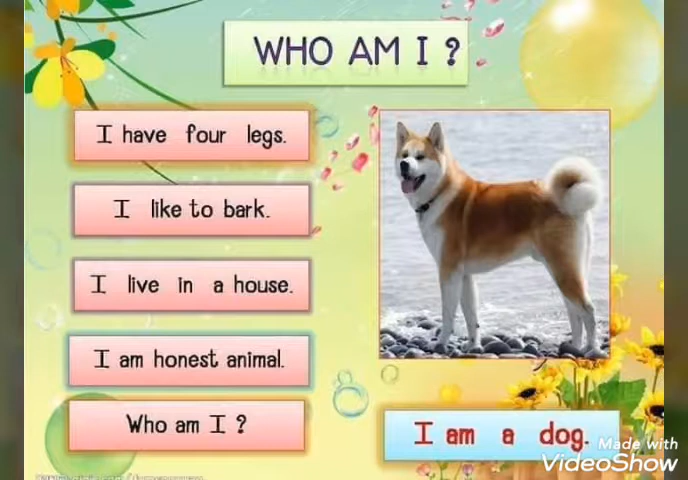 WHO AM I ?
I have four legs.
I like to bark.
I live in a house.
I am honest animal.
Who am I ?
I am a dog.
Made with
VideoShow